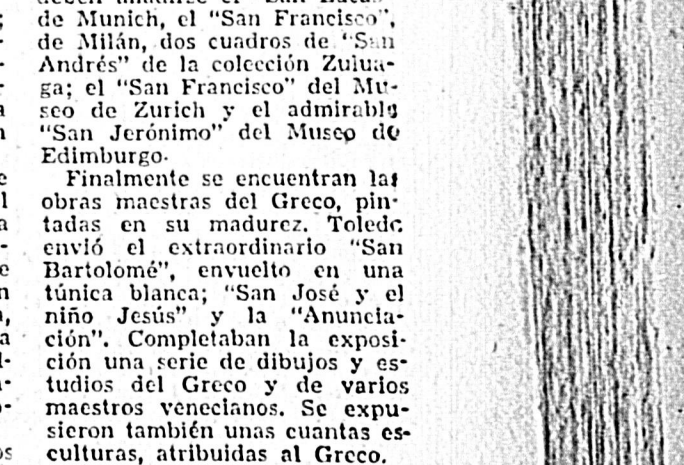 de Munich, el "San Francisco",
de Milán, dos cuadros de "San
Andrés" de la colección Zuloa-
ga; el "San Francisco" del Mu-
seo de Zurich y el admirable
"San Jerónimo" del Museo de
Edimburgo.
Finalmente se encuentran las
obras maestras del Greco, pin-
tadas en su madurez. Toledo
envió el extraordinario "San
Bartolomé", envuelto en una
túnica blanca; "San José y el
niño Jesús" y la "Anuncia-
ción". Completaban la exposi-
ción una serie de dibujos y es-
tudios del Greco y de varios
maestros venecianos. Se expu-
sieron también unas cuantas es-
culturas, atribuidas al Greco.